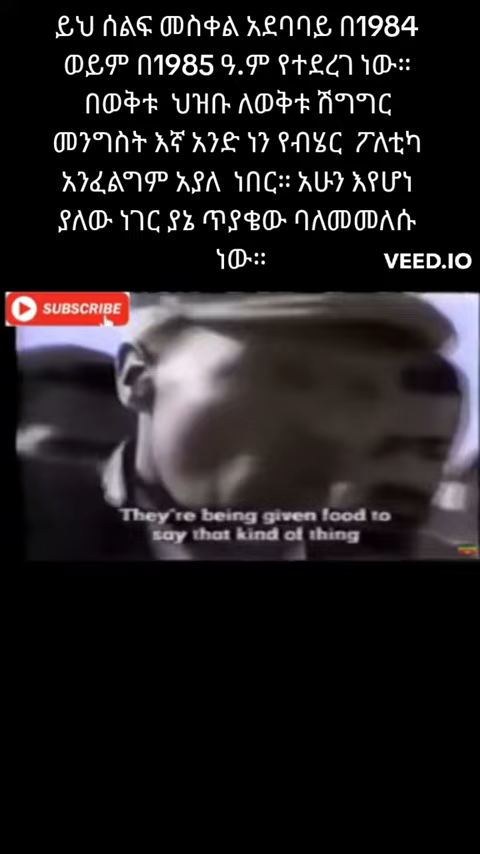 ይህ ሰልፍ መስቀል አደባባይ በ1984
ወይም በ1985 ዓ.ም የተደረገ ነው።
በወቅቱ ህዝቡ ለወቅቱ ሽግግር
መንግስት እኛ አንድ ነን የብሄር ፖለቲካ
አንፈልግም አያለ ነበር። አሁን እየሆነ
ያለው ነገር ያኔ ጥያቄው ባለመመለሱ
ነው።
VEED.IO
SUBSCRIBE
They're being given food to
say that kind of thing